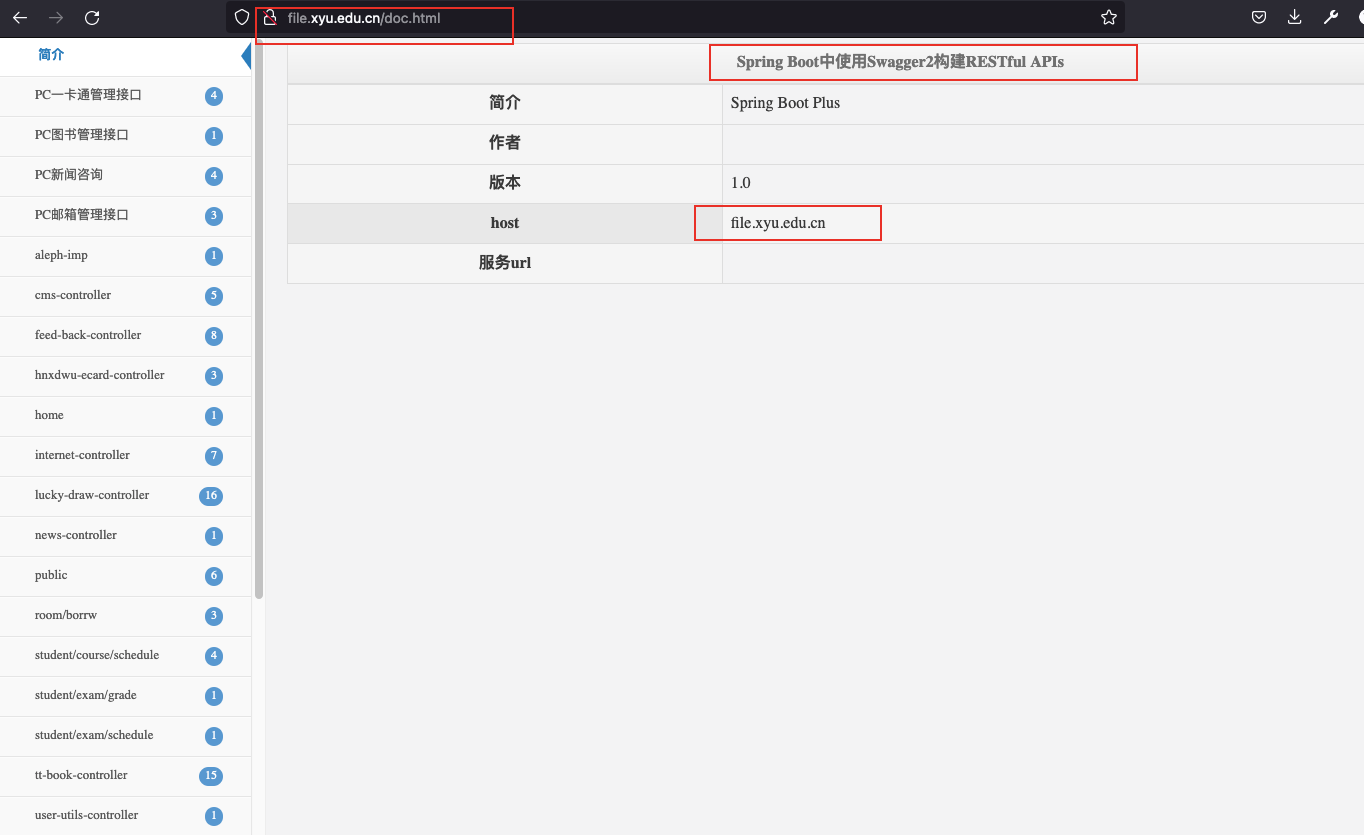 file.xyu.edu.cn/doc.html
简介
PC一卡通管理接口 4
PC图书管理接口 1
PC新闻咨询 4
PC邮箱管理接口 3
aleph-imp 1
cms-controller 5
feed-back-controller 8
hnxdwu-ecard-controller 3
home 1
internet-controller 7
lucky-draw-controller 16
news-controller 1
public 6
room/borrw 3
student/course/schedule 4
student/exam/grade 1
student/exam/schedule 1
tt-book-controller 15
user-utils-controller 1
Spring Boot中使用Swagger2构建RESTful APIs
简介 Spring Boot Plus
作者
版本 1.0
host file.xyu.edu.cn
服务url